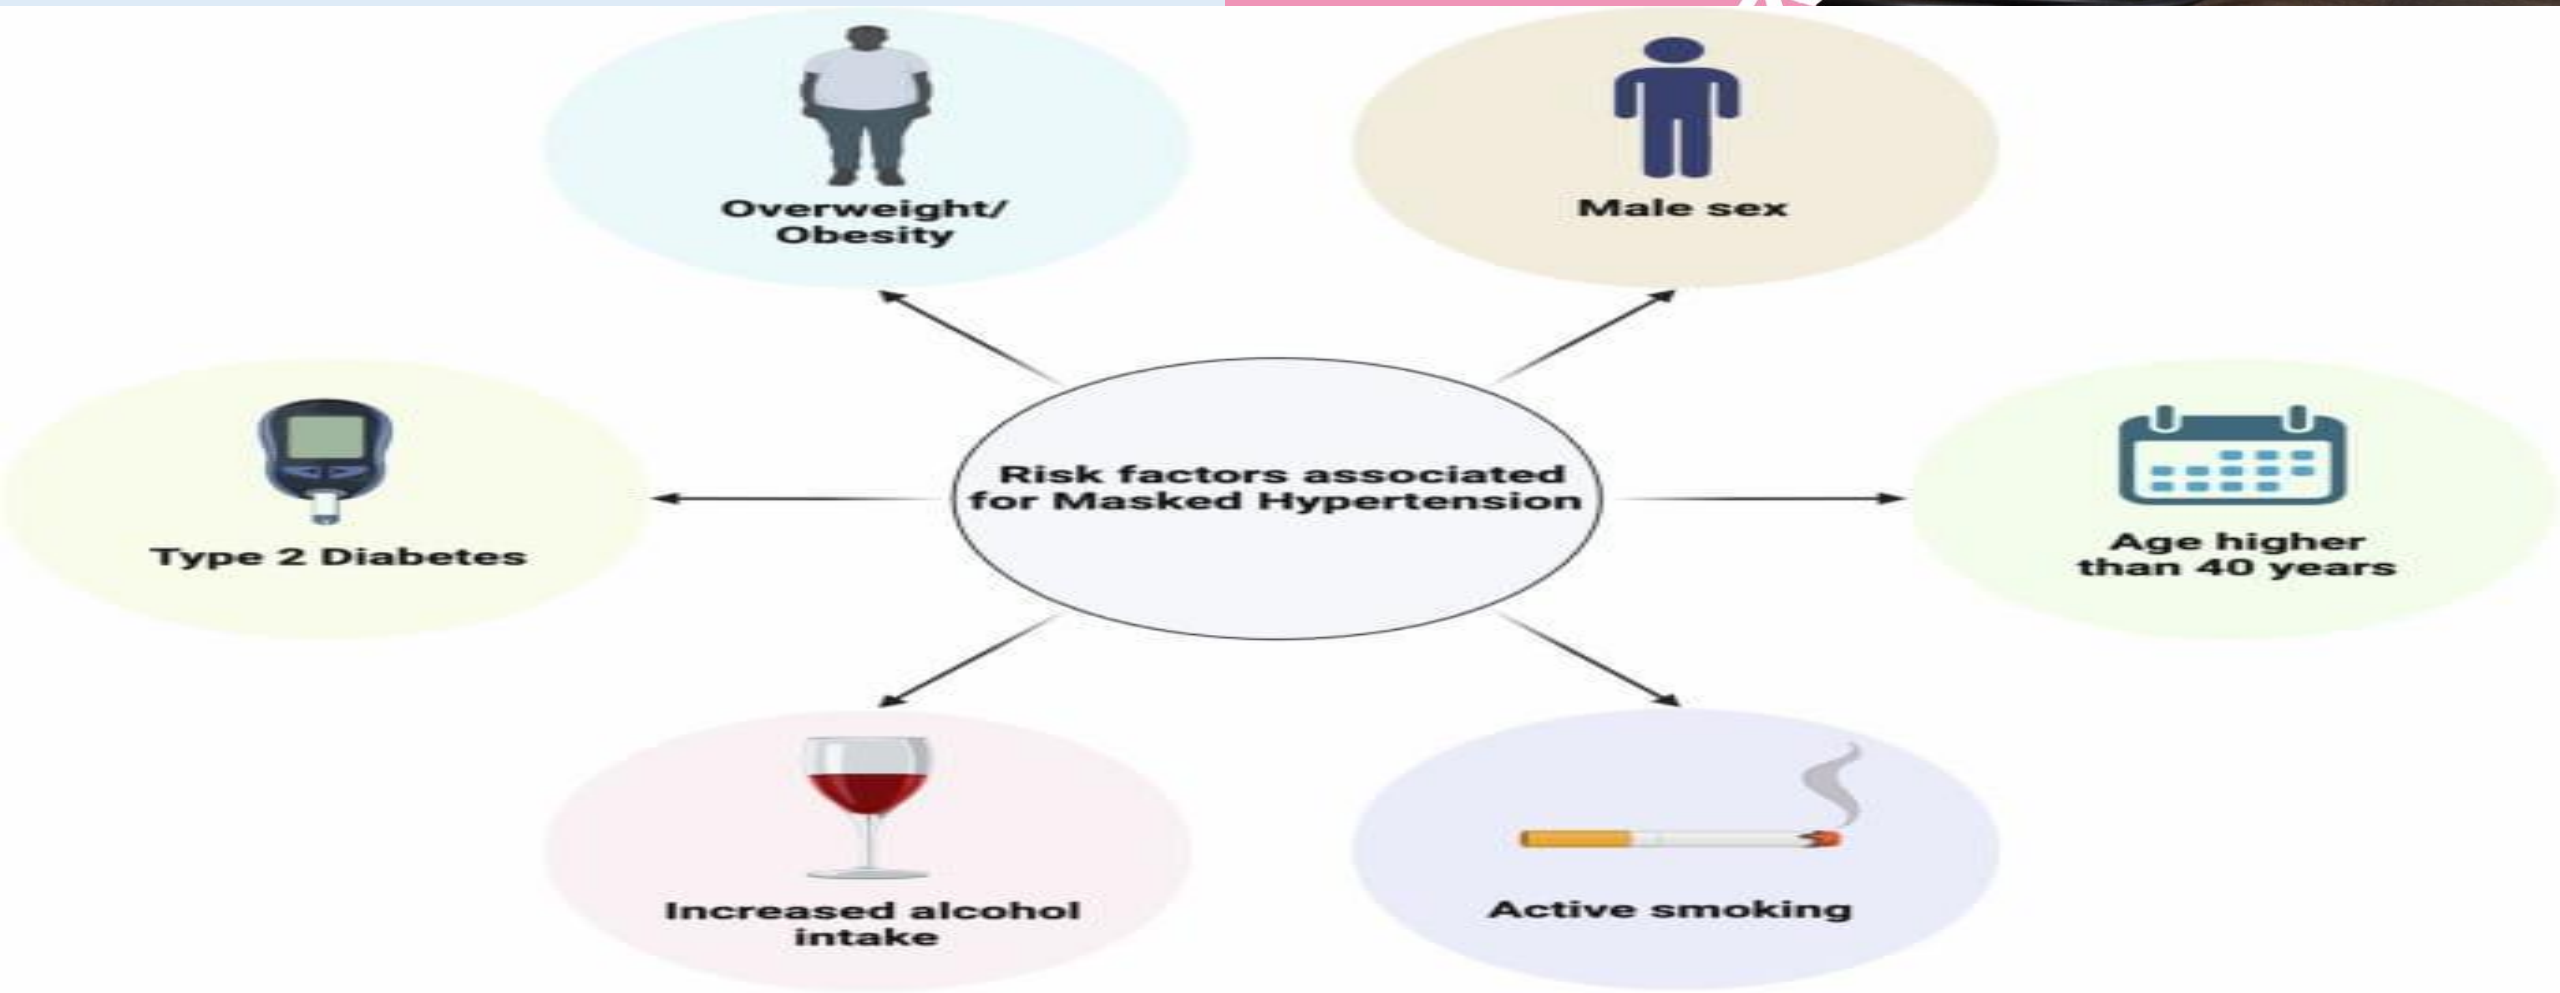 Overweight/
Obesity
Male sex
Risk factors associated
for Masked Hypertension
Type 2 Diabetes
Age higher
than 40 years
Increased alcohol
intake
Active smoking